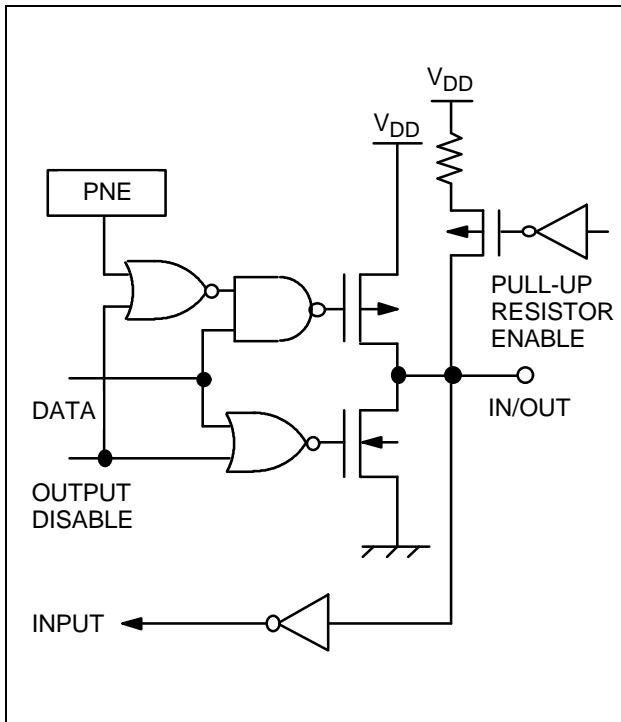 VDD
VDD
PNE
PULL-UP
RESISTOR
ENABLE
DATA
IN/OUT
OUTPUT
DISABLE
INPUT